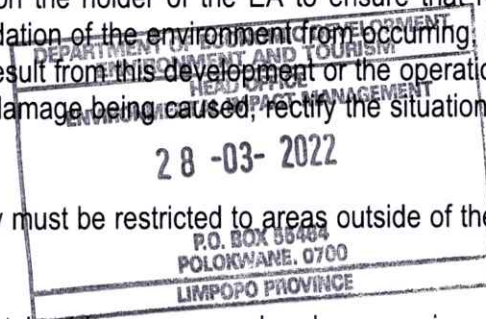 on the holder of the EA to ensure that
dation of the environment from occurring,
DEPARTMENT OF ECONOMIC DEVELOPMENT
ENVIRONMENT AND TOURISM
esult from this development or the operatio
HEAD OFFICE
ENVIRONMENTAL IMPACT MANAGEMENT
damage being caused, rectify the situation
28 -03- 2022
must be restricted to areas outside of the
P.O. BOX 55464
POLOKWANE. 0700
LIMPOPO PROVINCE